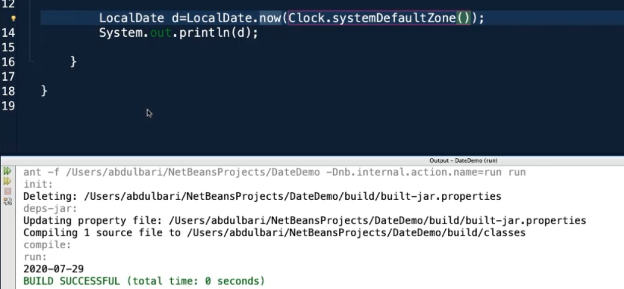 12
LocalDate d=LocalDate.now(Clock.systemDefaultZone());
14 System.out.println(d);
15
16 }
17
18 }
19
Output - DateDemo (run)
ant -f /Users/abdulbari/NetBeansProjects/DateDemo -Dnb.internal.action.name=run run
init:
Deleting: /Users/abdulbari/NetBeansProjects/DateDemo/build/built-jar.properties
deps-jar:
Updating property file: /Users/abdulbari/NetBeansProjects/DateDemo/build/built-jar.properties
Compiling 1 source file to /Users/abdulbari/NetBeansProjects/DateDemo/build/classes
compile:
run:
2020-07-29
BUILD SUCCESSFUL (total time: 0 seconds)